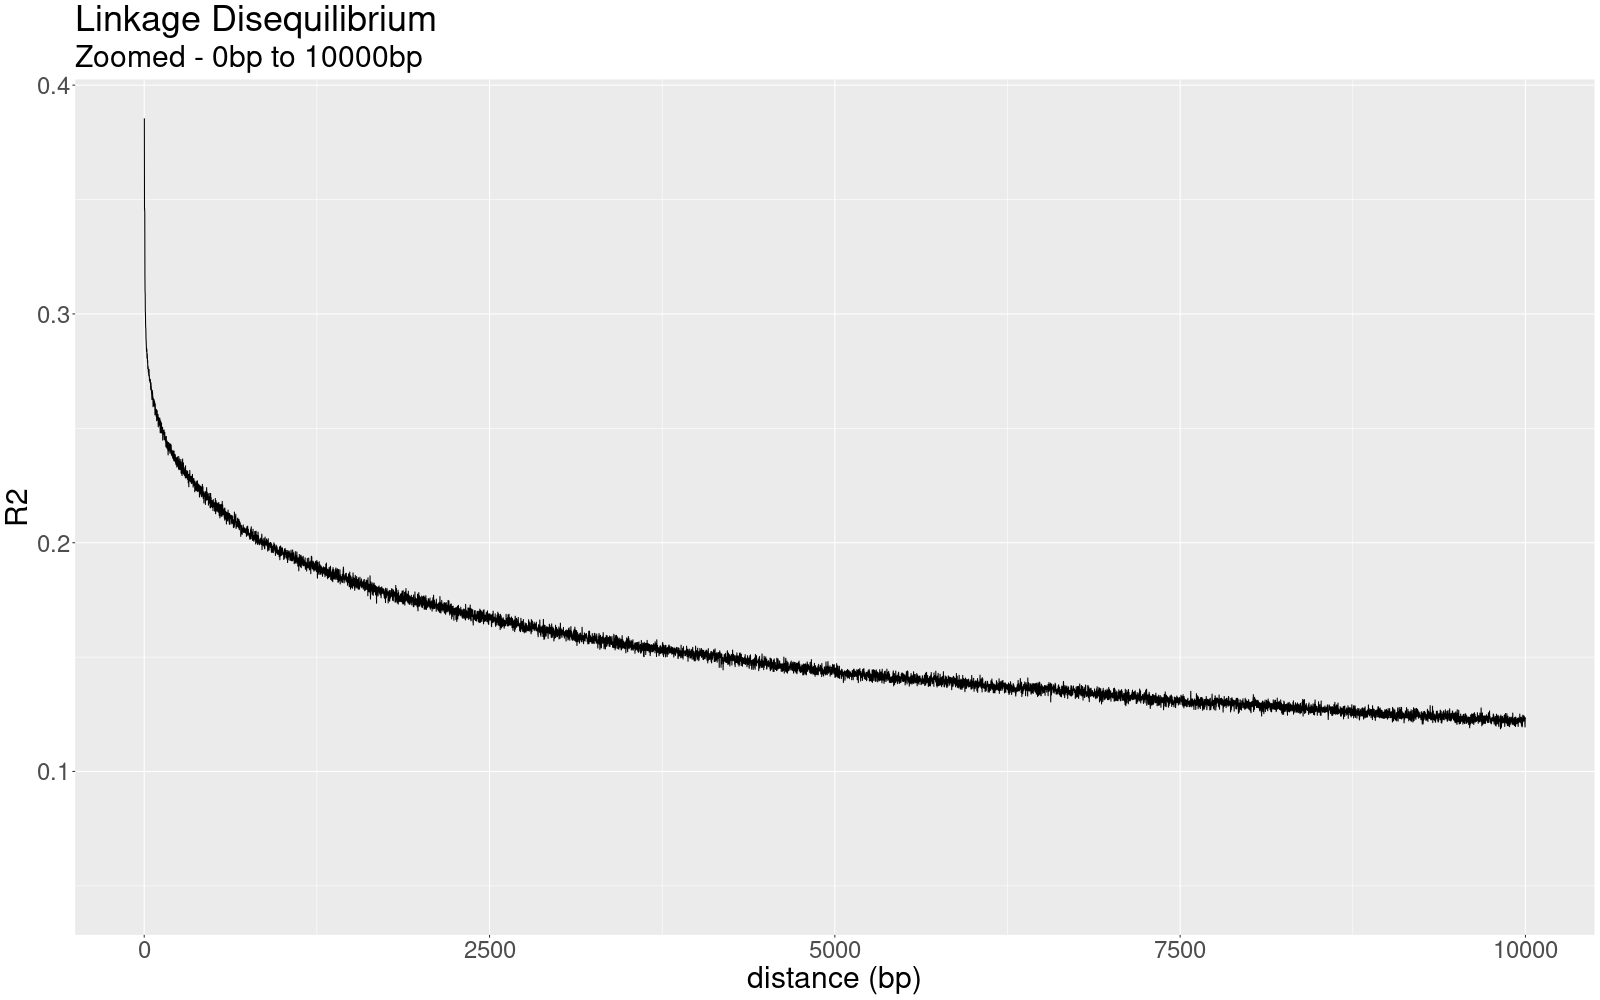 Linkage Disequilibrium
Zoomed - 0bp to 10000bp
0.4
0.3
0.2
0.1
R2
0 2500 5000 7500 10000
distance (bp)